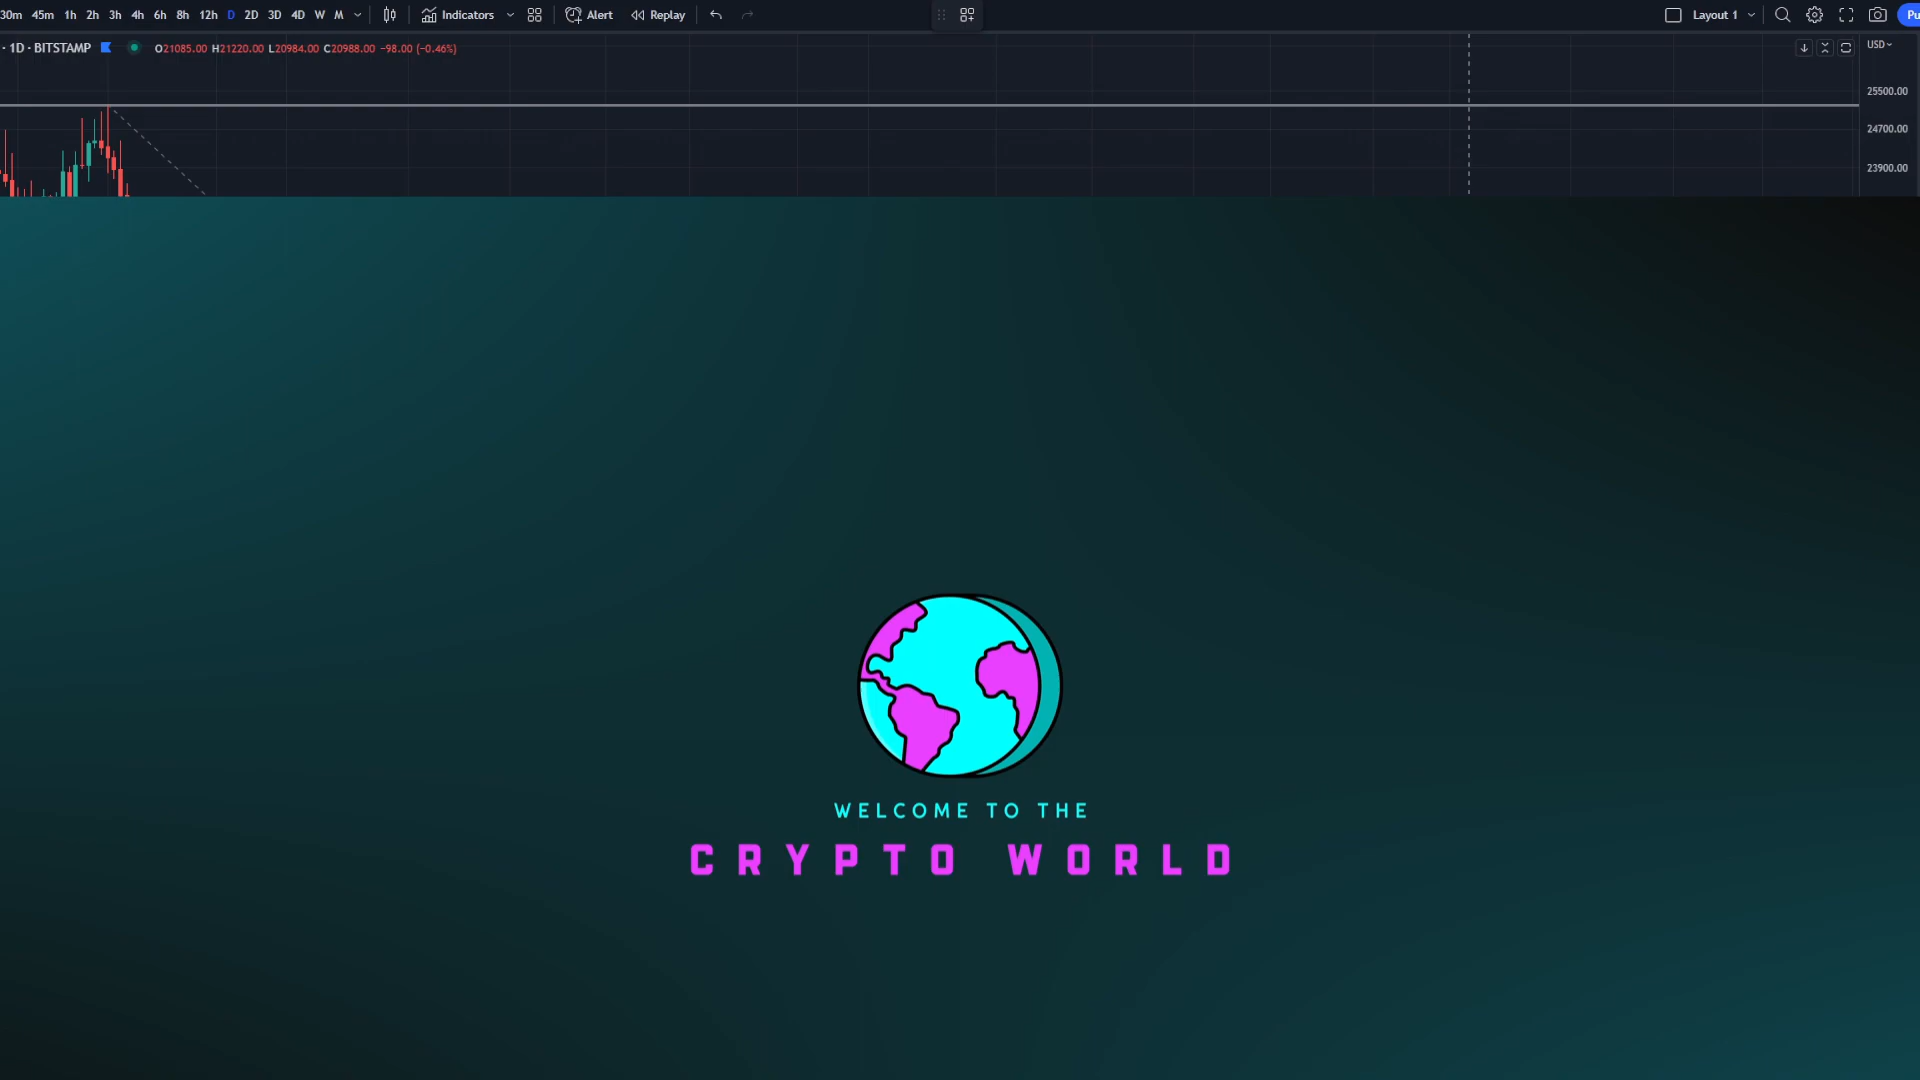 30m 45m 1h 2h 3h 4h 6h 8h 12h D 2D 3D 4D W M Indicators Alert Replay Layout 1 Pu
· 1D · BITSTAMP O21085.00 H21220.00 L20984.00 C20988.00 −98.00 (−0.46%) USD
25500.00
24700.00
23900.00
WELCOME TO THE
CRYPTO WORLD